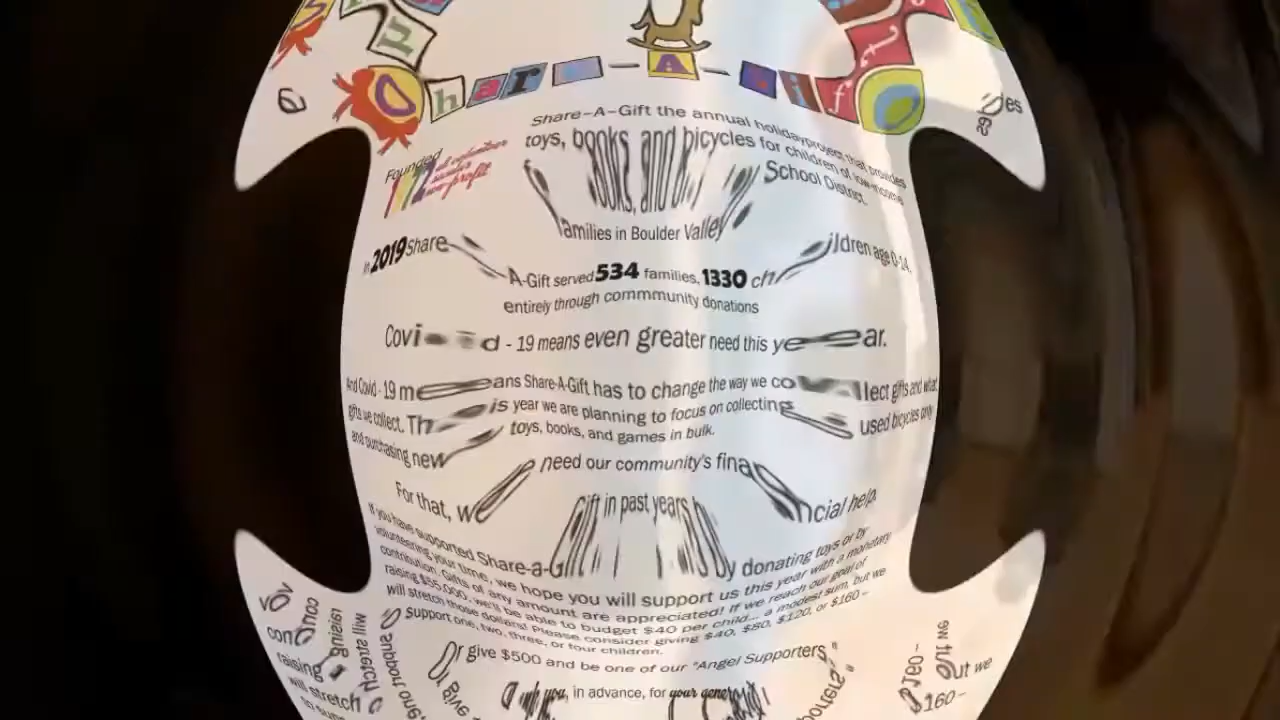 Share-A-Gift
Share-A-Gift the annual holiday project that provides
toys, books, and bicycles for children of low-income
families in Boulder Valley School District.
Founded
all volunteer
non-profit
In 2019 Share-A-Gift served 534 families, 1330 children age 0-14,
entirely through commmunity donations
Covid - 19 means even greater need this year.
And Covid - 19 means Share-A-Gift has to change the way we collect gifts and what
gifts we collect. This year we are planning to focus on collecting used bicycles only
and purchasing new toys, books, and games in bulk.
For that, we need our community's financial help.
If you have supported Share-a-Gift in past years by donating toys or by
volunteering your time, we hope you will support us this year with a monetary
contribution. Gifts of any amount are appreciated! If we reach our goal of
raising $55,000, we'll be able to budget $40 per child... a modest sum, but we
will stretch those dollars! Please consider giving $40, $80, $120, or $160 -
support one, two, three, or four children.
Or give $500 and be one of our "Angel Supporters"
you, in advance, for your